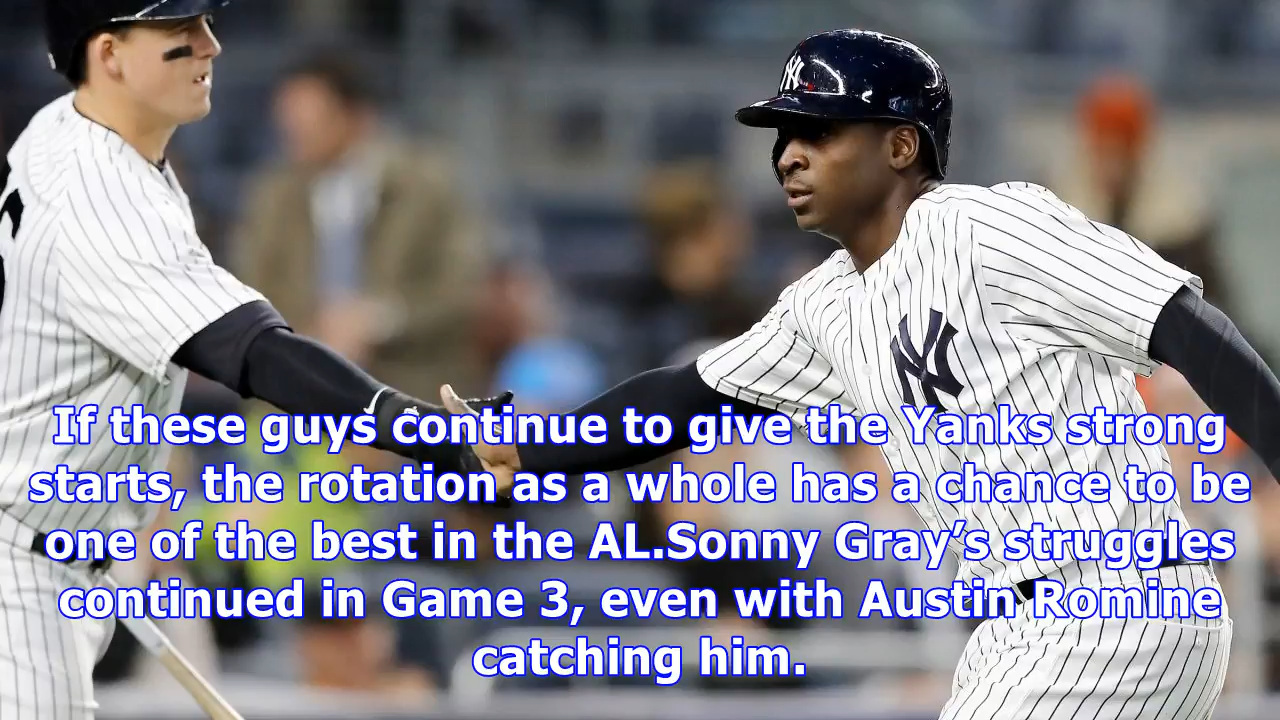 NY
NY
If these guys continue to give the Yanks strong
starts, the rotation as a whole has a chance to be
one of the best in the AL.Sonny Gray’s struggles
continued in Game 3, even with Austin Romine
catching him.